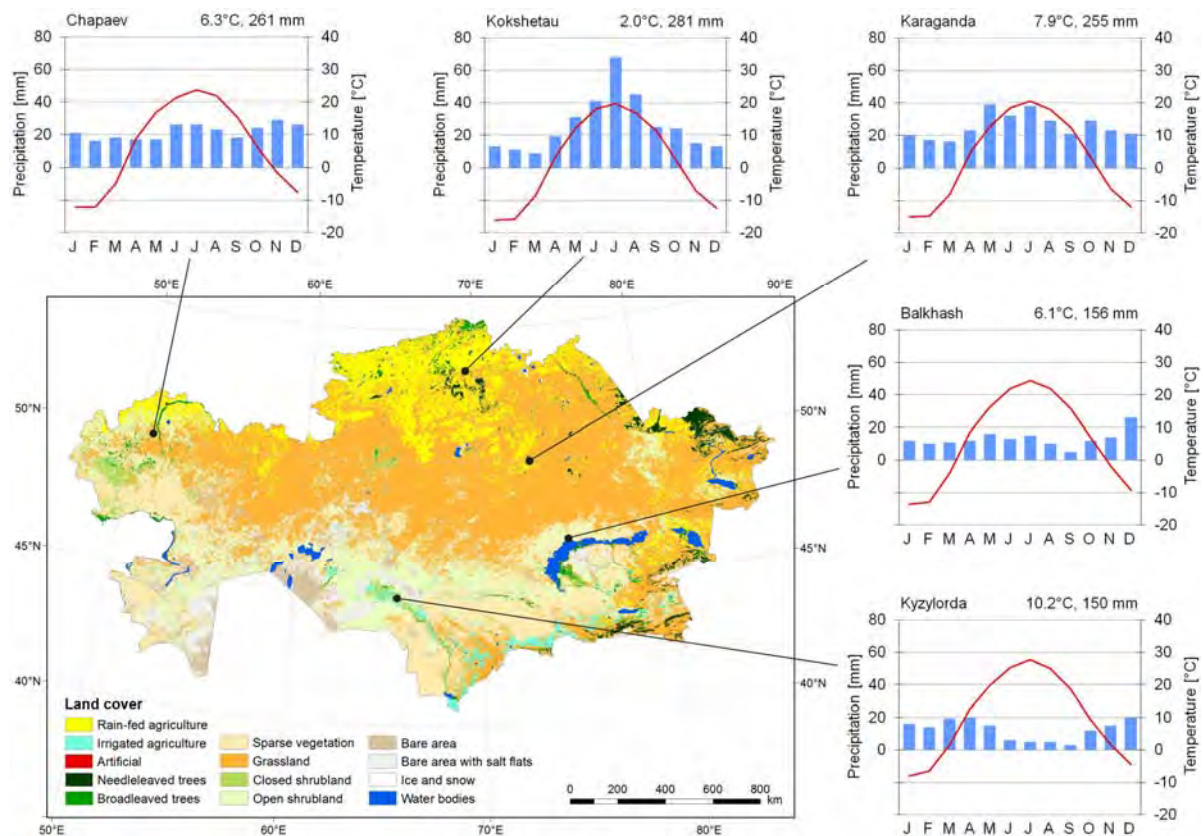 Chapaev 6.3°C, 261 mm
80 40
60 30
40 20
20 10
0 0
-10
-20
Precipitation [mm]
Temperature [°C]
J F M A M J J A S O N D
Kokshetau 2.0°C, 281 mm
80 40
60 30
40 20
20 10
0 0
-10
-20
Precipitation [mm]
Temperature [°C]
J F M A M J J A S O N D
Karaganda 7.9°C, 255 mm
80 40
60 30
40 20
20 10
0 0
-10
-20
Precipitation [mm]
Temperature [°C]
J F M A M J J A S O N D
Balkhash 6.1°C, 156 mm
80 40
60 30
40 20
20 10
0 0
-10
-20
Precipitation [mm]
Temperature [°C]
J F M A M J J A S O N D
Kyzylorda 10.2°C, 150 mm
80 40
60 30
40 20
20 10
0 0
-10
-20
Precipitation [mm]
Temperature [°C]
J F M A M J J A S O N D
50°E 60°E 70°E 80°E 90°E
50°N 50°N
45°N 45°N
40°N 40°N
50°E 60°E 70°E 80°E
Land cover
Rain-fed agriculture
Irrigated agriculture
Artificial
Needleleaved trees
Broadleaved trees
Sparse vegetation
Grassland
Closed shrubland
Open shrubland
Bare area
Bare area with salt flats
Ice and snow
Water bodies
0 200 400 600 800
km